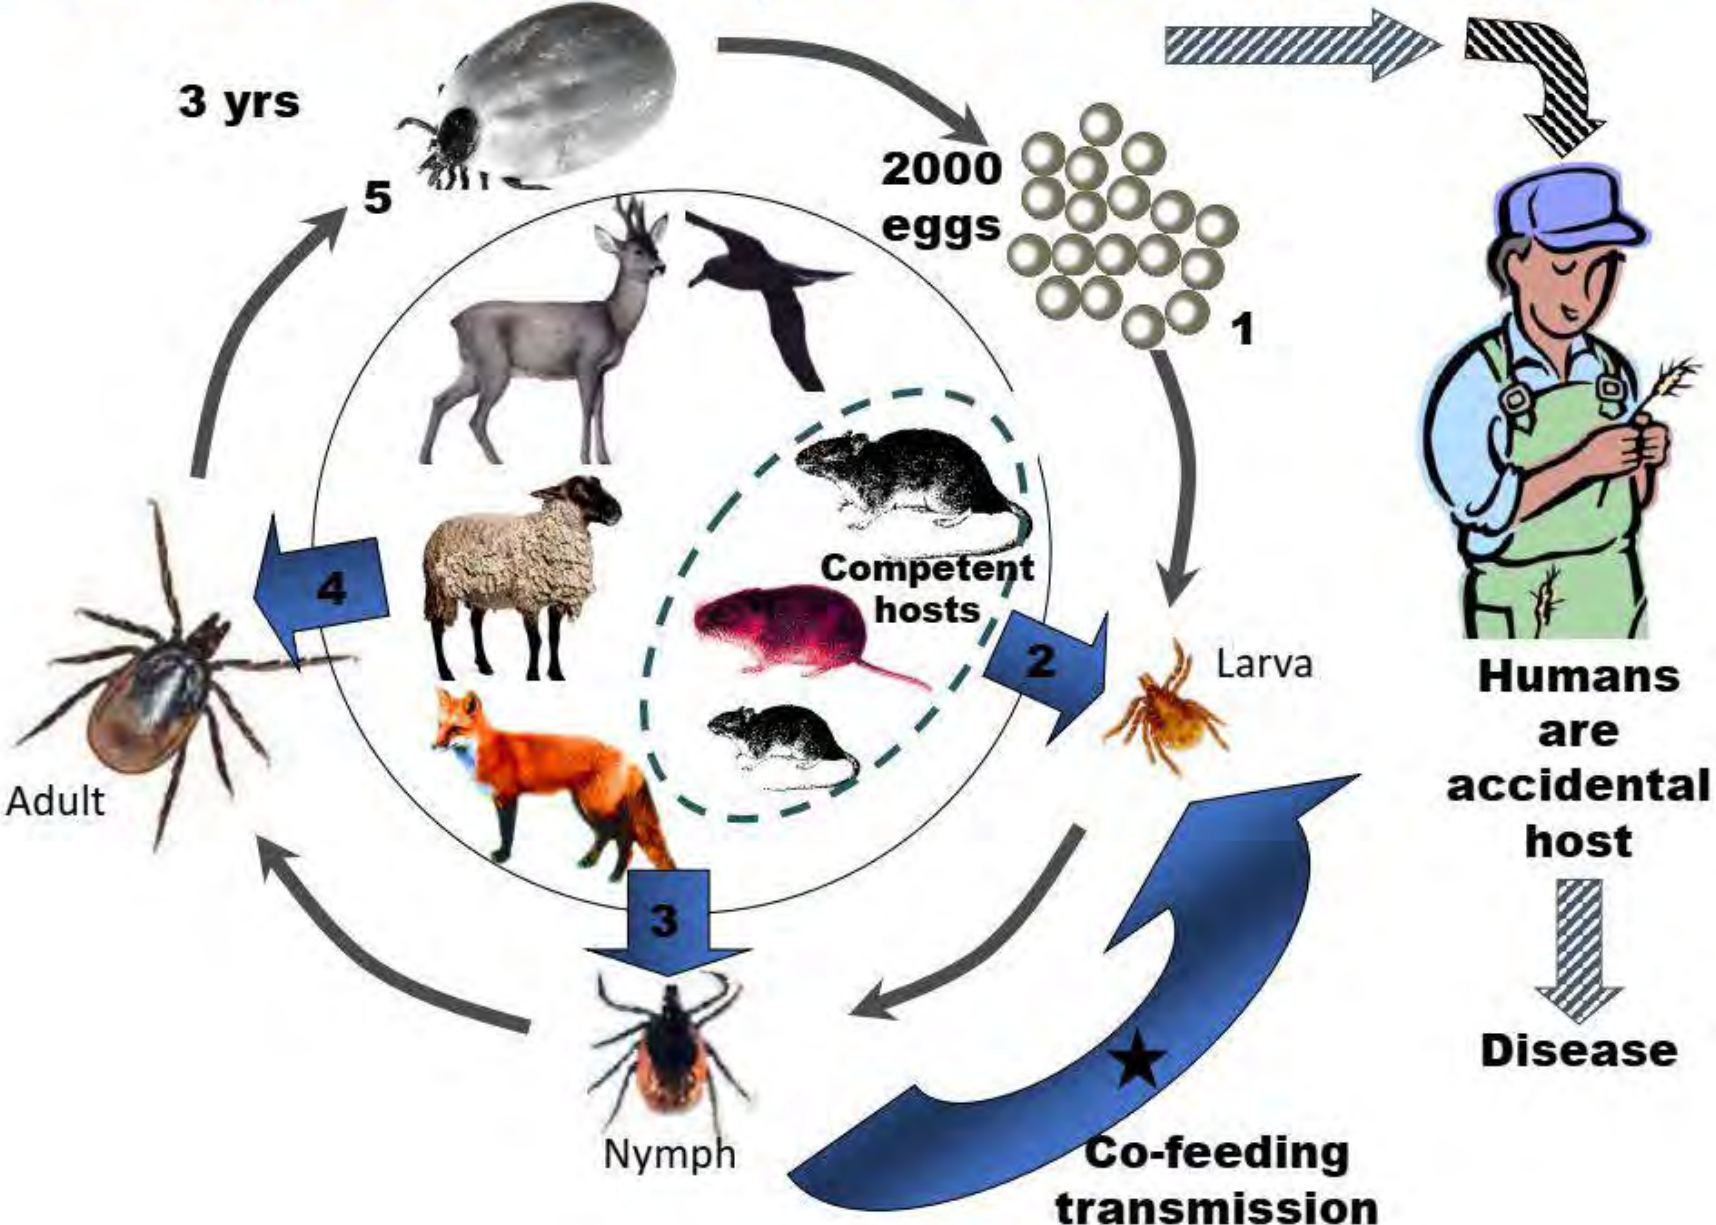 3 yrs
5
2000
eggs
1
Competent
hosts
4
2
Larva
Adult
3
Nymph
Co-feeding
transmission
Humans
are
accidental
host
Disease